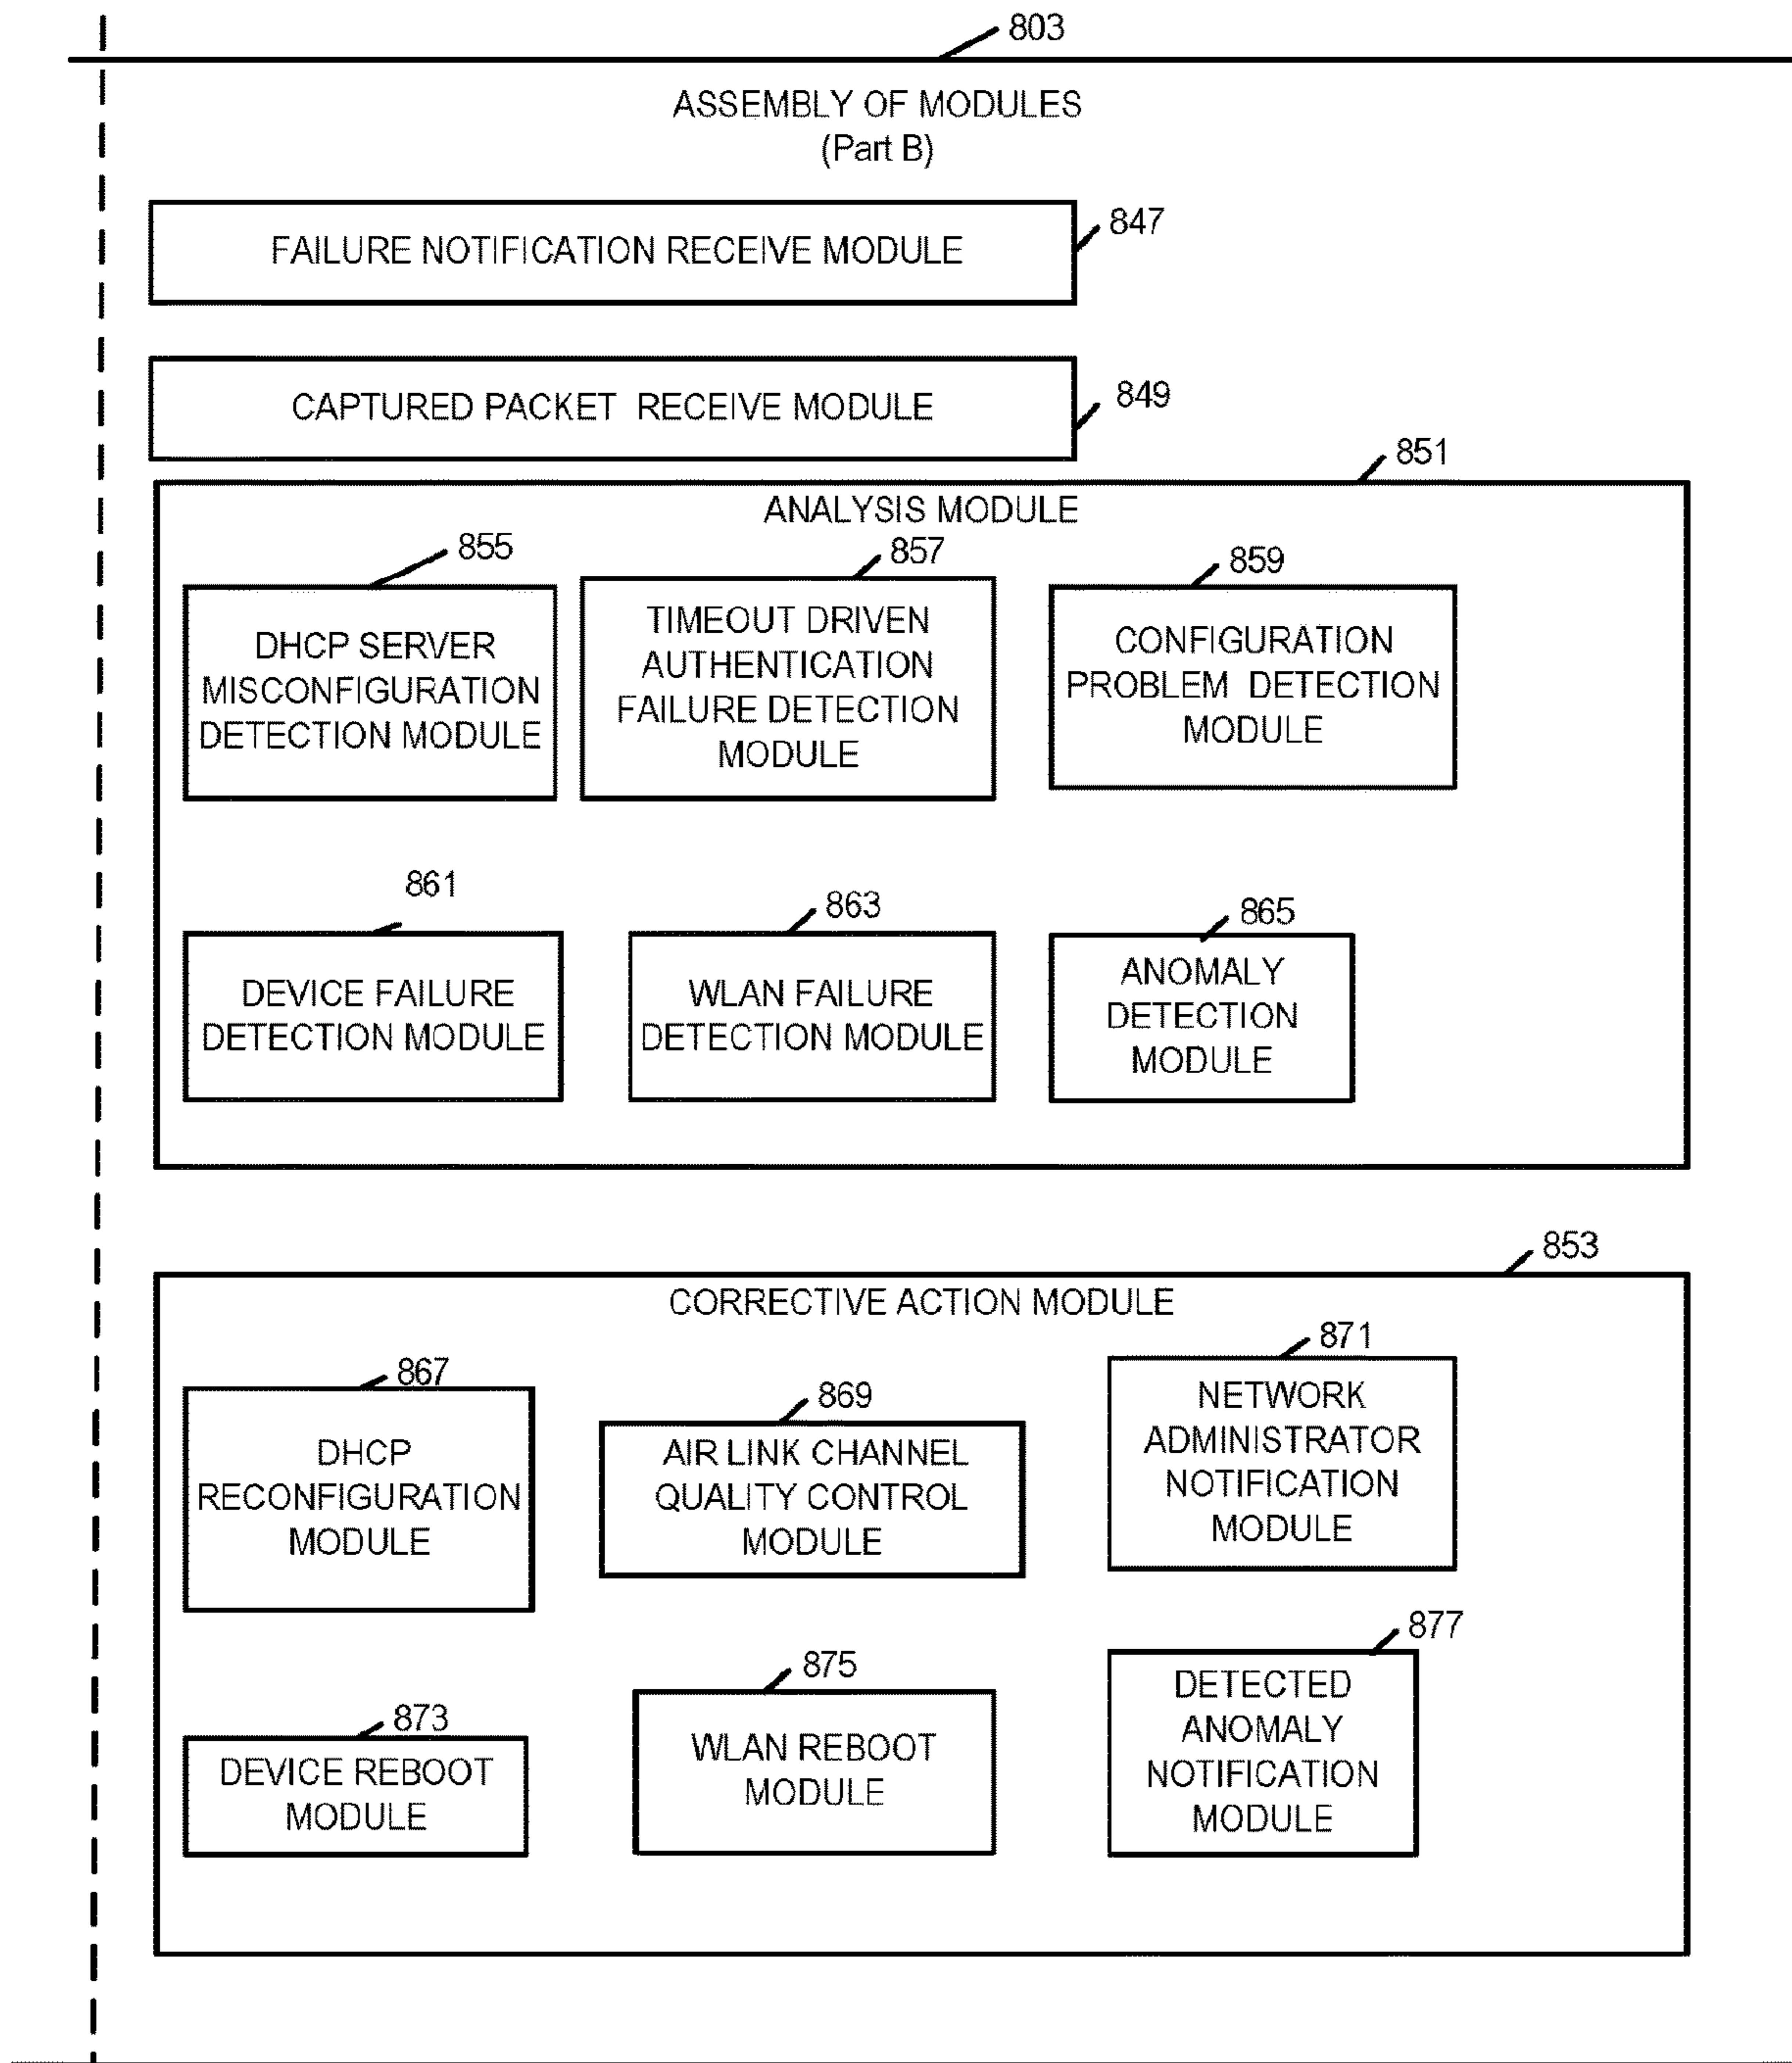 803
ASSEMBLY OF MODULES
(Part B)
847
FAILURE NOTIFICATION RECEIVE MODULE
849
CAPTURED PACKET RECEIVE MODULE
851
ANALYSIS MODULE
855
DHCP SERVER
MISCONFIGURATION
DETECTION MODULE
857
TIMEOUT DRIVEN
AUTHENTICATION
FAILURE DETECTION
MODULE
859
CONFIGURATION
PROBLEM DETECTION
MODULE
861
DEVICE FAILURE
DETECTION MODULE
863
WLAN FAILURE
DETECTION MODULE
865
ANOMALY
DETECTION
MODULE
853
CORRECTIVE ACTION MODULE
867
DHCP
RECONFIGURATION
MODULE
869
AIR LINK CHANNEL
QUALITY CONTROL
MODULE
871
NETWORK
ADMINISTRATOR
NOTIFICATION
MODULE
873
DEVICE REBOOT
MODULE
875
WLAN REBOOT
MODULE
877
DETECTED
ANOMALY
NOTIFICATION
MODULE